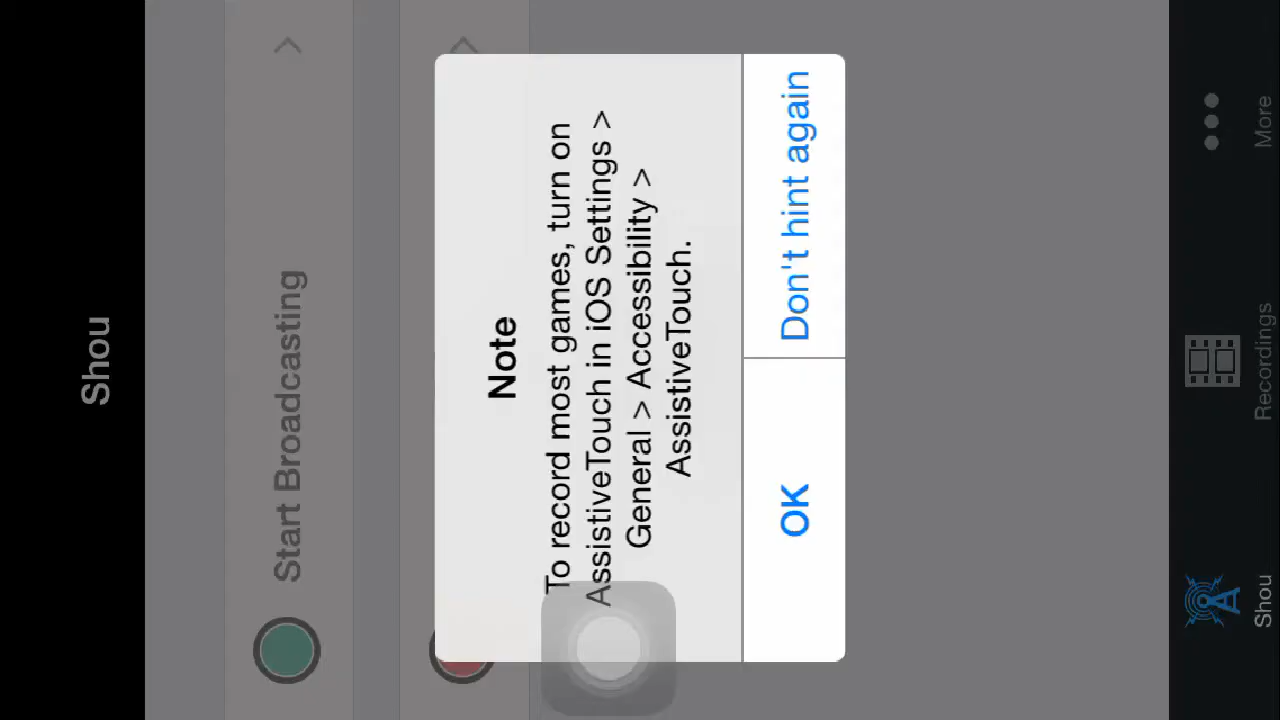 Shou
Start Broadcasting
Note
To record most games, turn on
AssistiveTouch in iOS Settings >
General > Accessibility >
AssistiveTouch.
OK
Don't hint again
Shou
Recordings
More